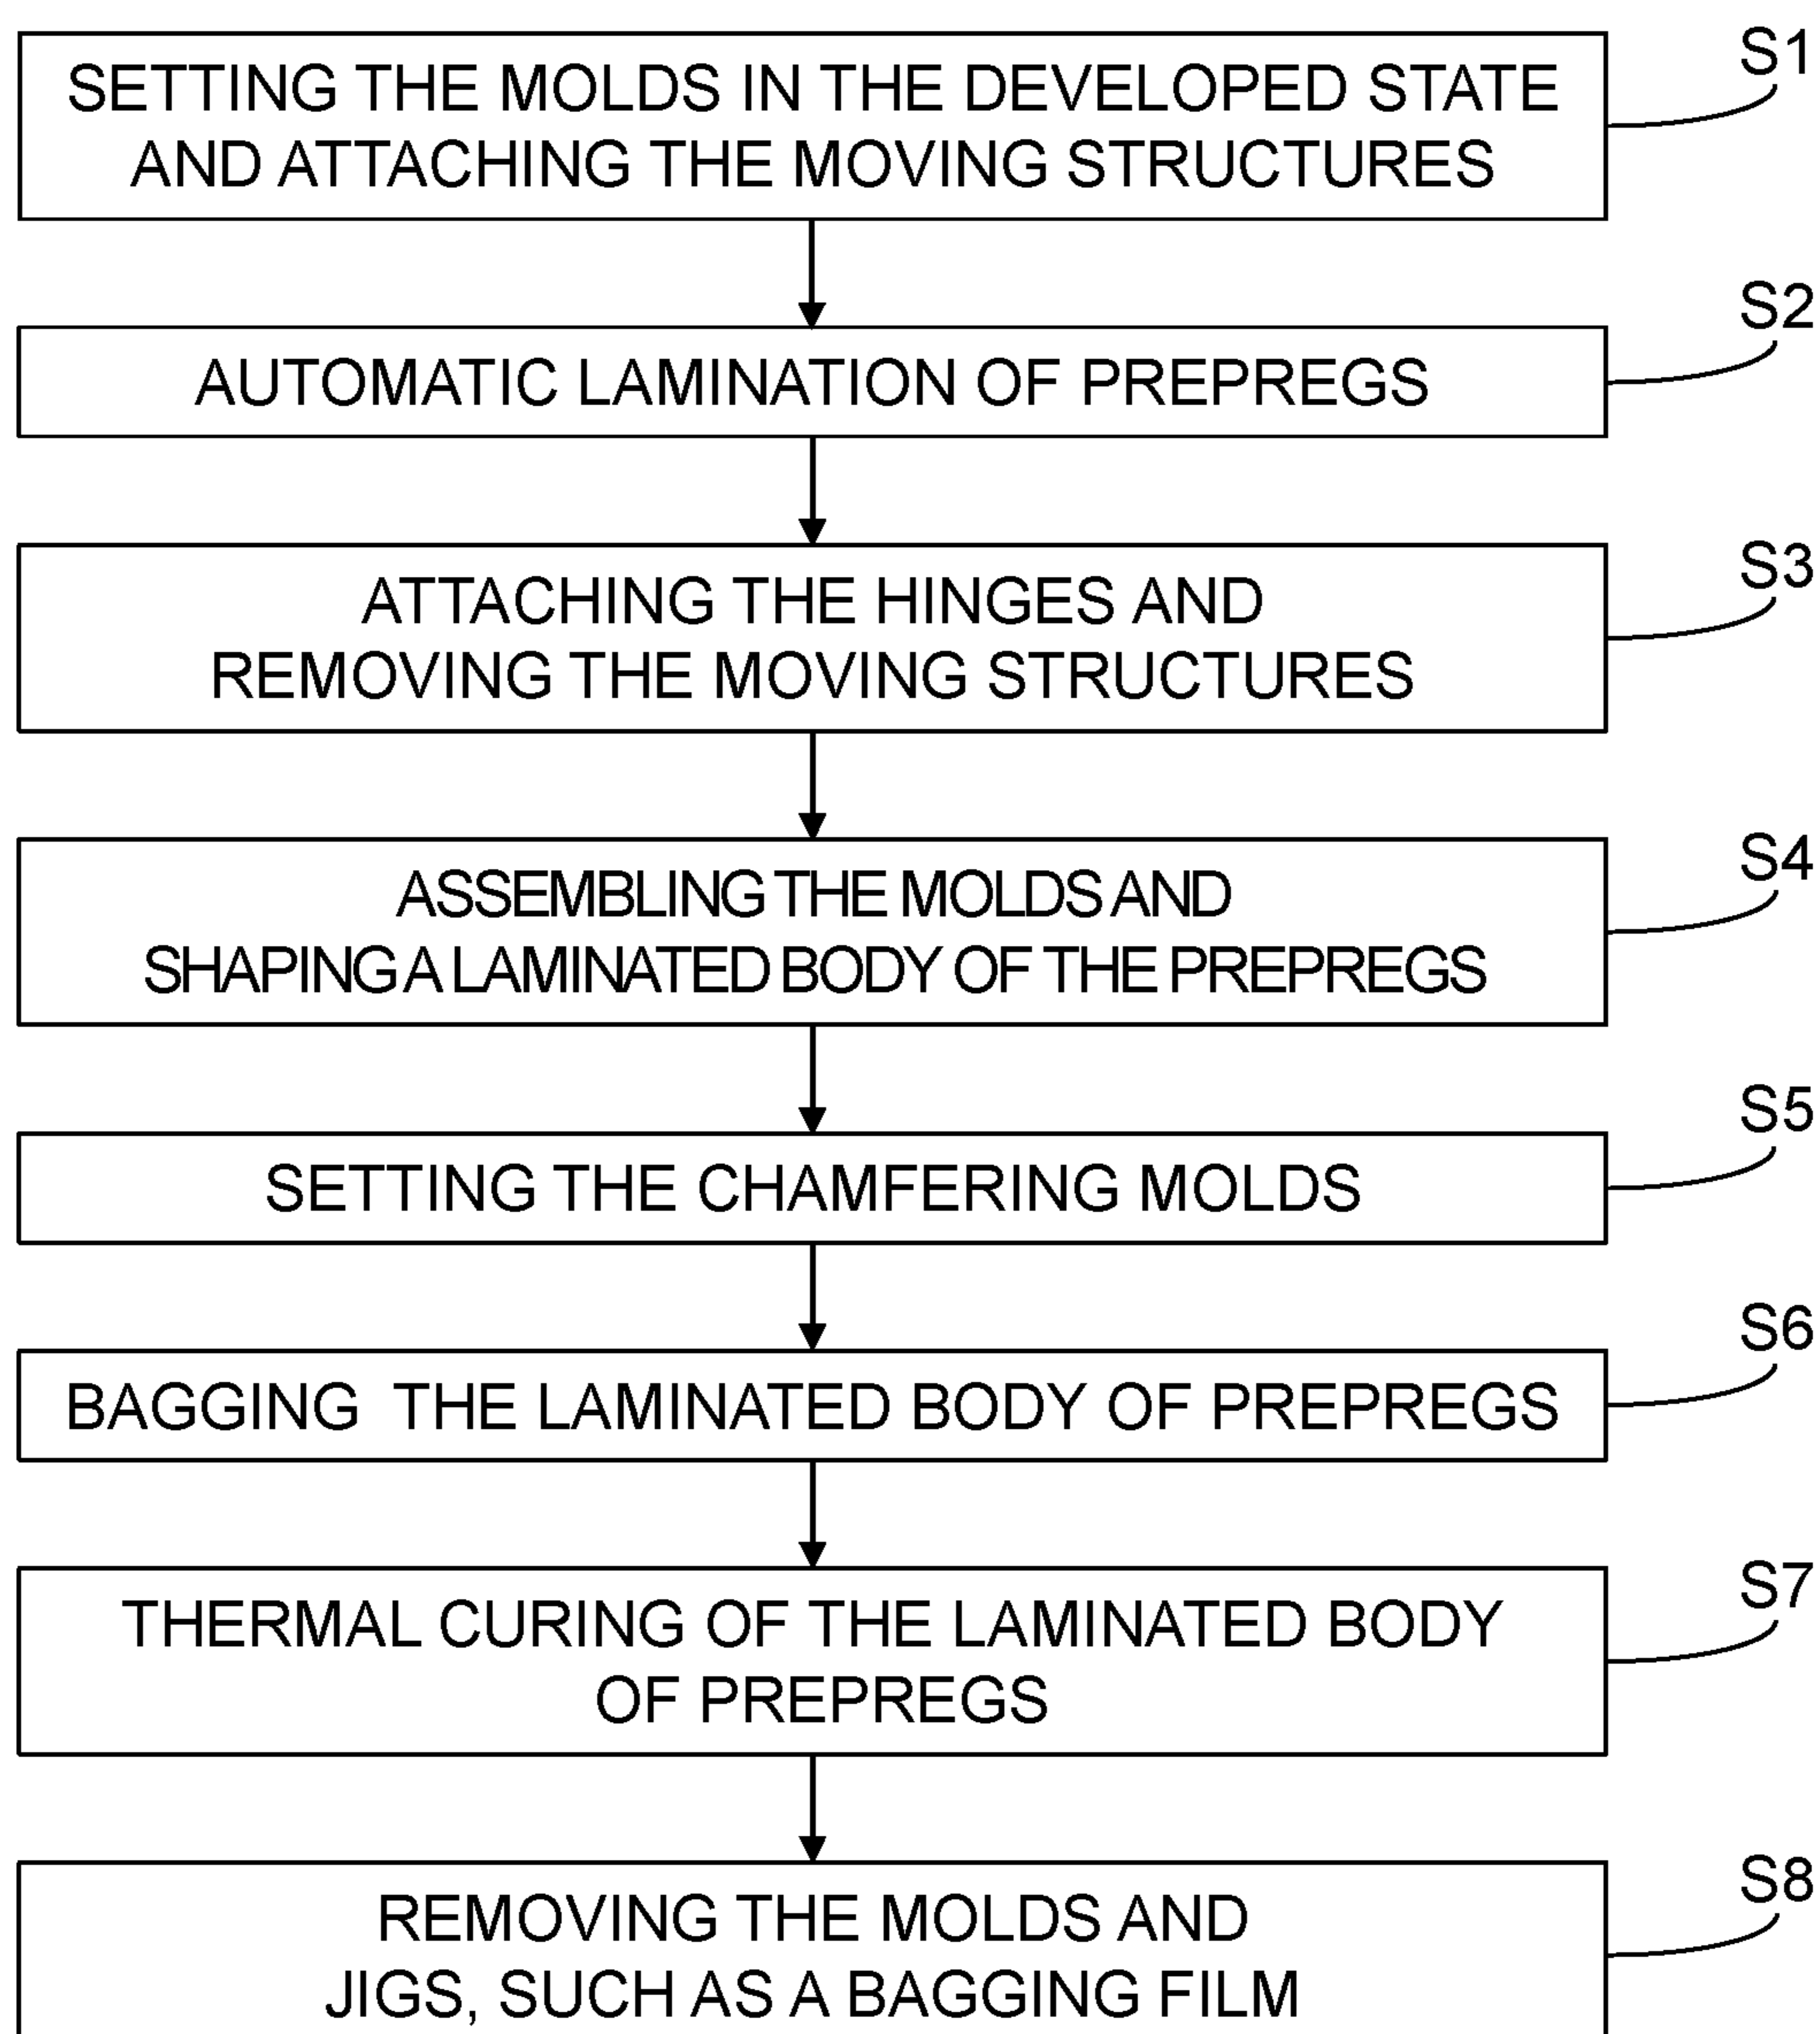 S1
SETTING THE MOLDS IN THE DEVELOPED STATE
AND ATTACHING THE MOVING STRUCTURES
S2
AUTOMATIC LAMINATION OF PREPREGS
S3
ATTACHING THE HINGES AND
REMOVING THE MOVING STRUCTURES
S4
ASSEMBLING THE MOLDS AND
SHAPING A LAMINATED BODY OF THE PREPREGS
S5
SETTING THE CHAMFERING MOLDS
S6
BAGGING THE LAMINATED BODY OF PREPREGS
S7
THERMAL CURING OF THE LAMINATED BODY
OF PREPREGS
S8
REMOVING THE MOLDS AND
JIGS, SUCH AS A BAGGING FILM